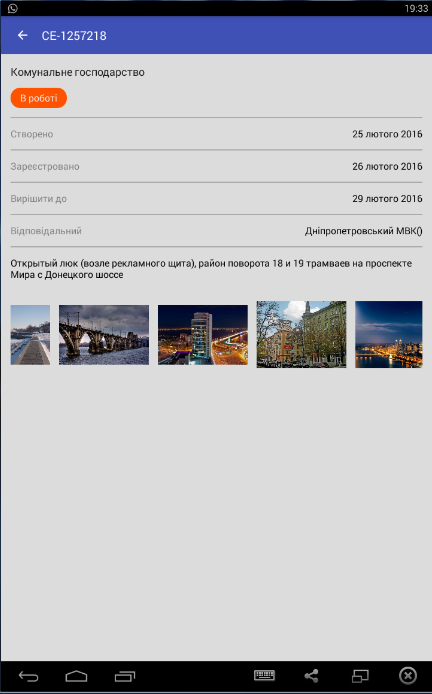 19:33
CE-1257218
Комунальне господарство
В роботі
Створено 25 лютого 2016
Зареєстровано 26 лютого 2016
Вирішити до 29 лютого 2016
Відповідальний Дніпропетровський МВК()
Открытый люк (возле рекламного щита), район поворота 18 и 19 трамваев на проспекте
Мира с Донецкого шоссе